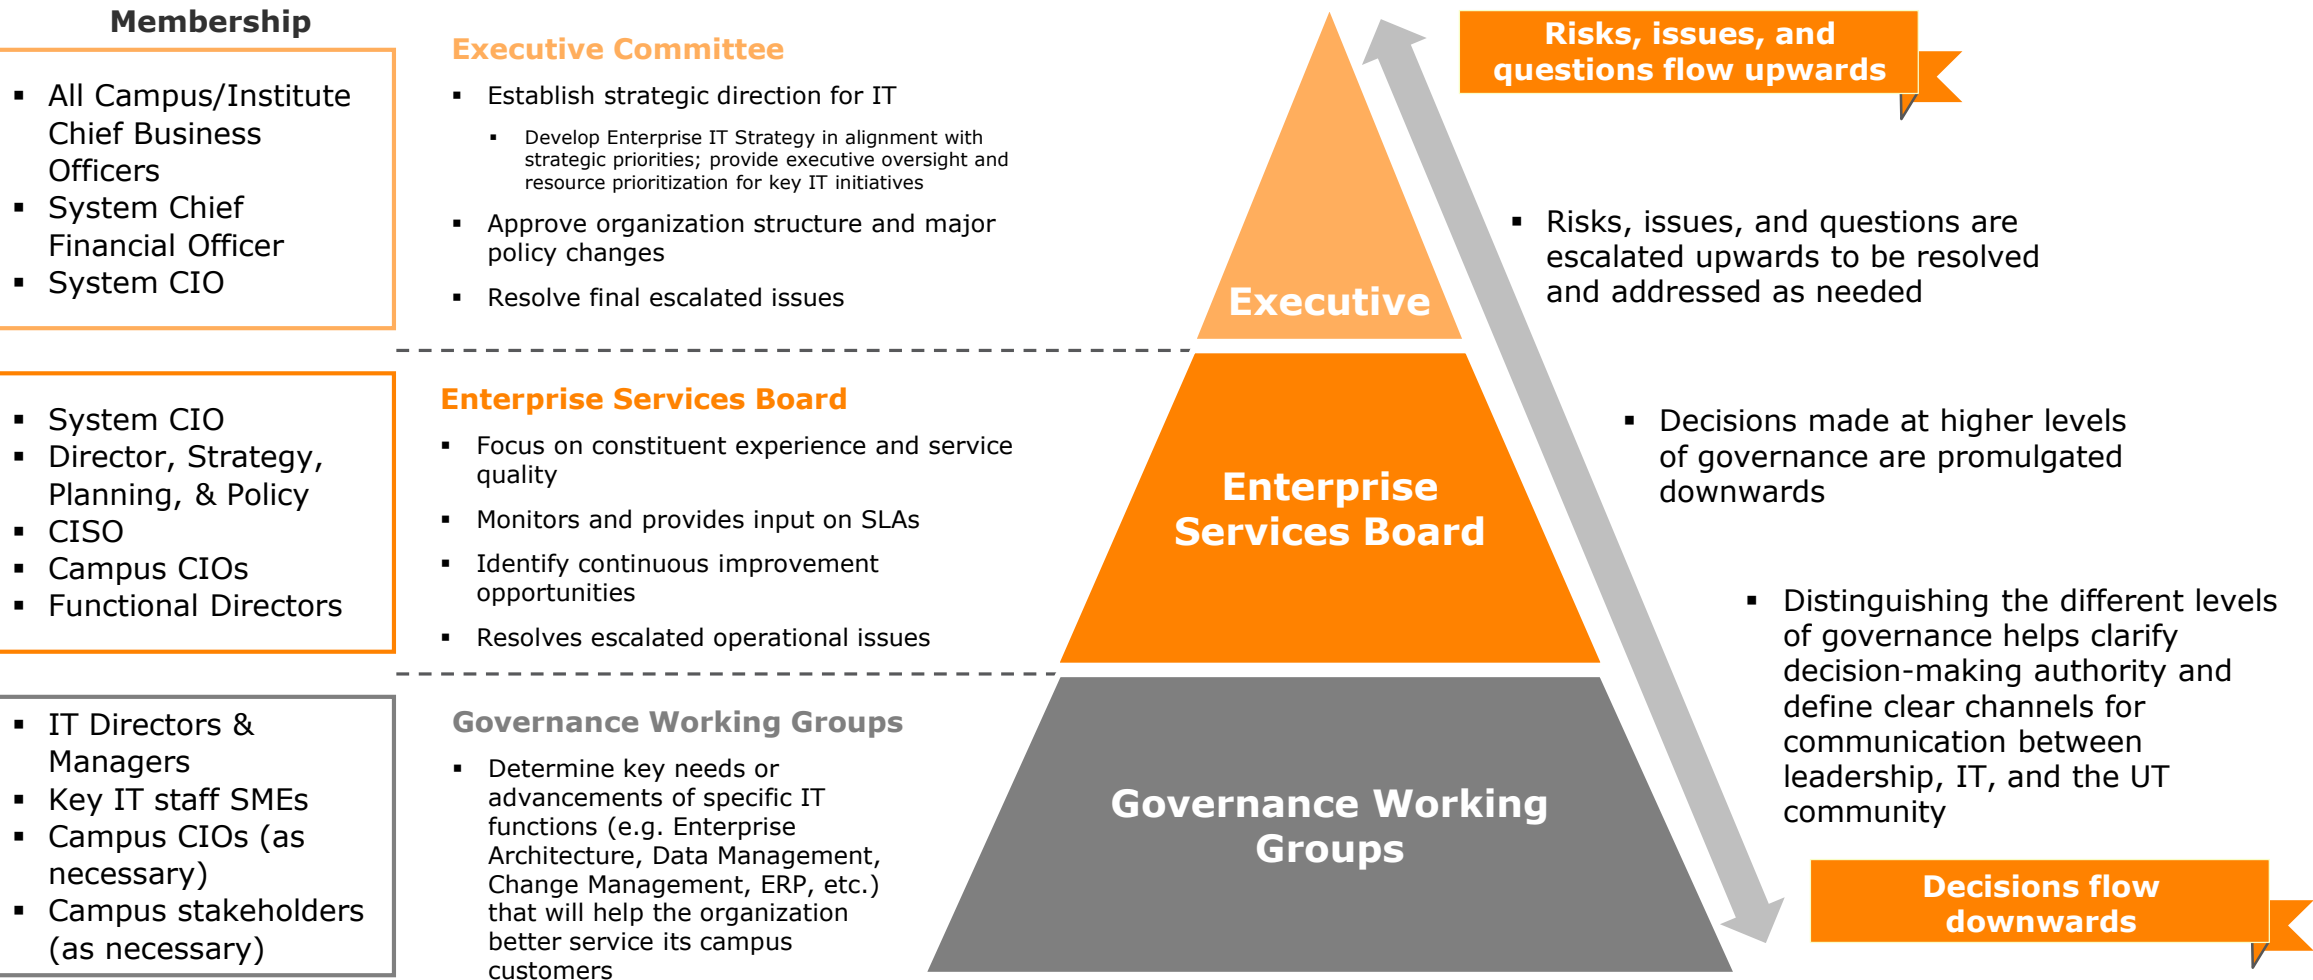 Membership
▪ All Campus/Institute
Chief Business
Officers
▪ System Chief
Financial Officer
▪ System CIO
Executive Committee
▪ Establish strategic direction for IT
▪ Develop Enterprise IT Strategy in alignment with
strategic priorities; provide executive oversight and
resource prioritization for key IT initiatives
▪ Approve organization structure and major
policy changes
▪ Resolve final escalated issues
Executive
Risks, issues, and
questions flow upwards
▪ Risks, issues, and questions are
escalated upwards to be resolved
and addressed as needed
▪ System CIO
▪ Director, Strategy,
Planning, & Policy
▪ CISO
▪ Campus CIOs
▪ Functional Directors
Enterprise Services Board
▪ Focus on constituent experience and service
quality
▪ Monitors and provides input on SLAs
▪ Identify continuous improvement
opportunities
▪ Resolves escalated operational issues
Enterprise
Services Board
▪ Decisions made at higher levels
of governance are promulgated
downwards
▪ Distinguishing the different levels
of governance helps clarify
decision-making authority and
define clear channels for
communication between
leadership, IT, and the UT
community
▪ IT Directors &
Managers
▪ Key IT staff SMEs
▪ Campus CIOs (as
necessary)
▪ Campus stakeholders
(as necessary)
Governance Working Groups
▪ Determine key needs or
advancements of specific IT
functions (e.g. Enterprise
Architecture, Data Management,
Change Management, ERP, etc.)
that will help the organization
better service its campus
customers
Governance Working
Groups
Decisions flow
downwards